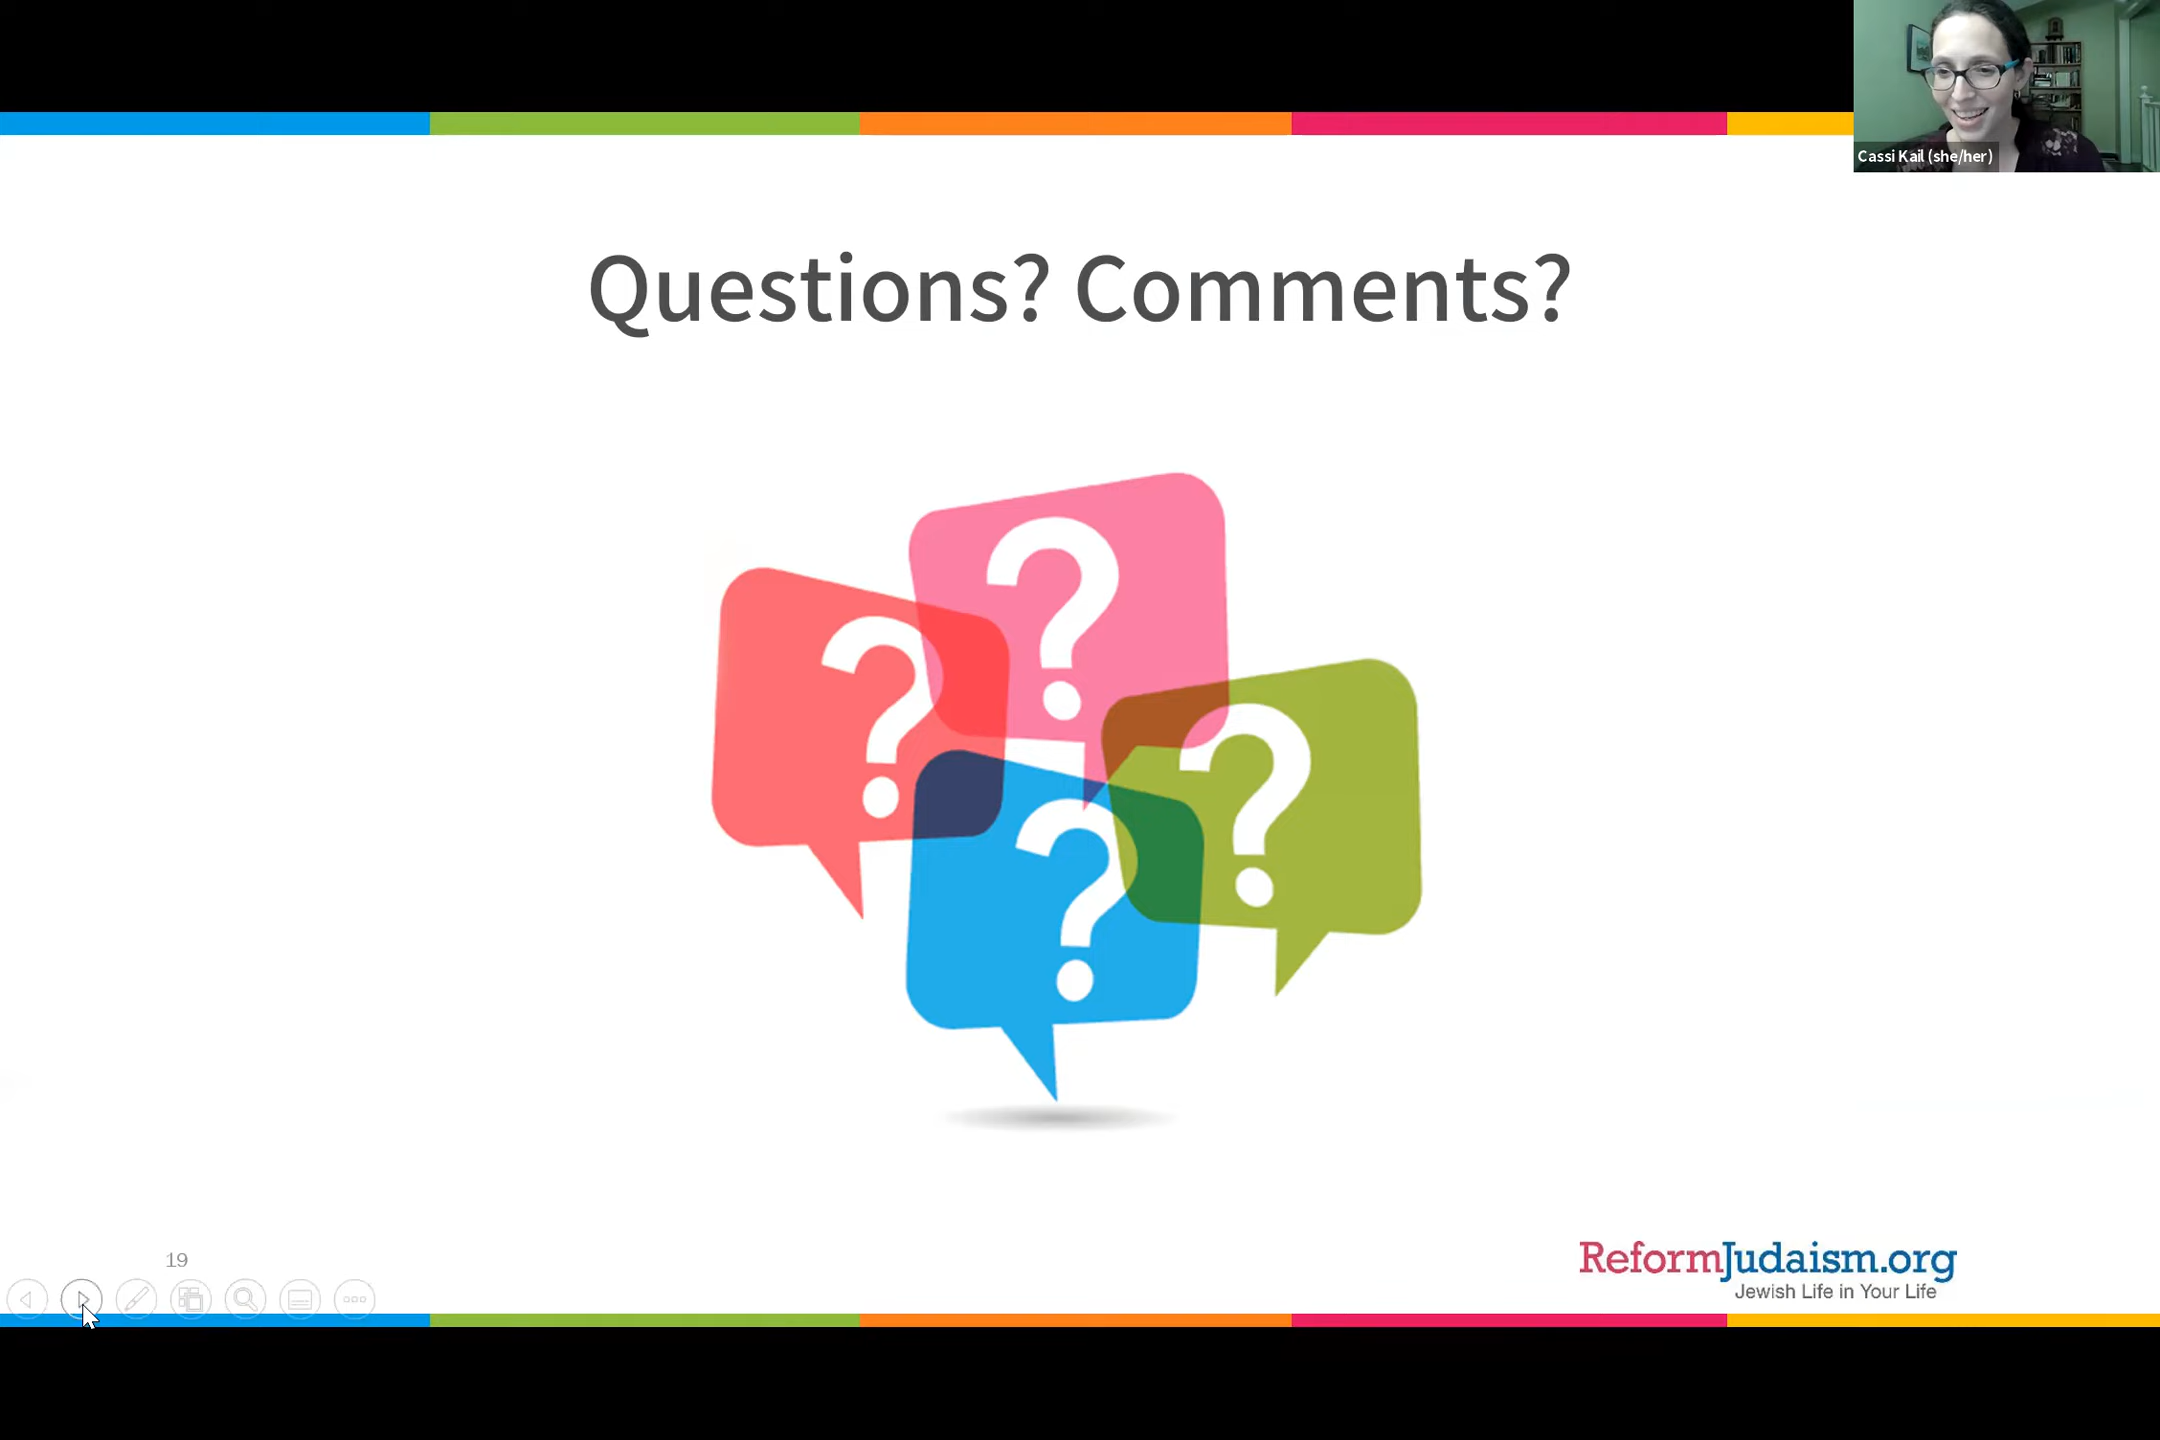 Cassi Kail (she/her)
Questions? Comments?
?
?
?
?
19
ReformJudaism.org
Jewish Life in Your Life